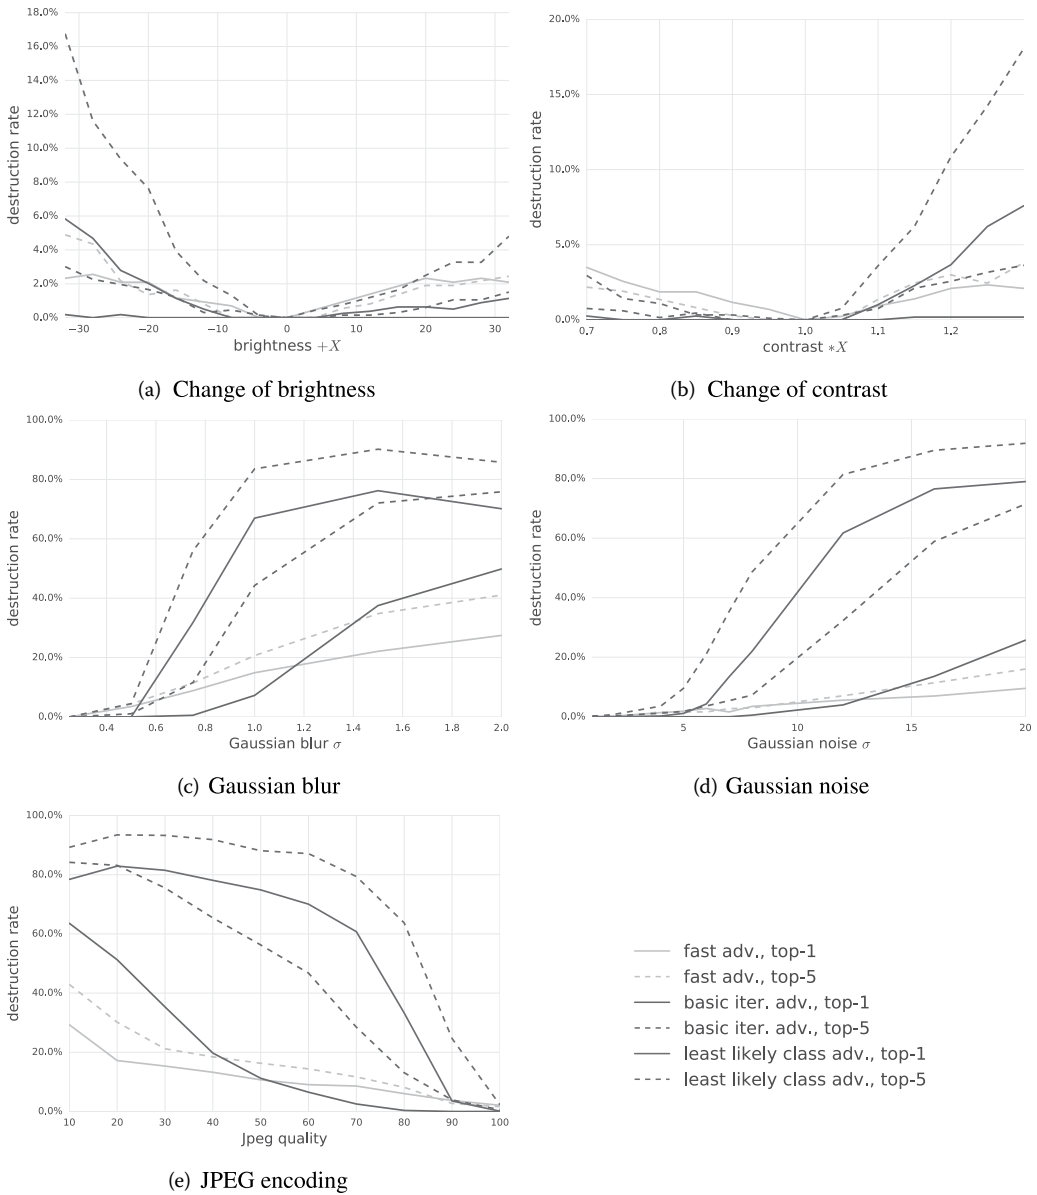 18.0%
16.0%
14.0%
12.0%
10.0%
8.0%
6.0%
4.0%
2.0%
0.0%
destruction rate
−30 −20 −10 0 10 20 30
brightness +X
(a) Change of brightness
20.0%
15.0%
10.0%
5.0%
0.0%
destruction rate
0.7 0.8 0.9 1.0 1.1 1.2
contrast ∗X
(b) Change of contrast
100.0%
80.0%
60.0%
40.0%
20.0%
0.0%
destruction rate
0.4 0.6 0.8 1.0 1.2 1.4 1.6 1.8 2.0
Gaussian blur σ
(c) Gaussian blur
100.0%
80.0%
60.0%
40.0%
20.0%
0.0%
destruction rate
5 10 15 20
Gaussian noise σ
(d) Gaussian noise
100.0%
80.0%
60.0%
40.0%
20.0%
0.0%
destruction rate
10 20 30 40 50 60 70 80 90 100
Jpeg quality
(e) JPEG encoding
fast adv., top-1
fast adv., top-5
basic iter. adv., top-1
basic iter. adv., top-5
least likely class adv., top-1
least likely class adv., top-5